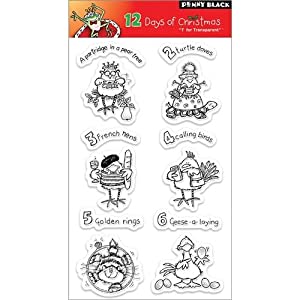 PENNY BLACK
12 Days of Christmas
"T" for Transparent™
A partridge in a pear tree
2 turtle doves
3 French hens
4 calling birds
5 Golden rings
6 Geese-a-laying